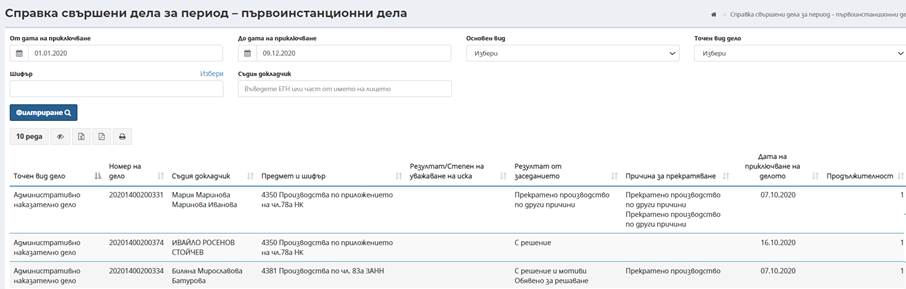 Справка свършени дела за период – първоинстанционни дела
Справка свършени дела за период – първоинстанционни де
От дата на приключване
До дата на приключване
Основен вид
Точен вид дело
01.01.2020
09.12.2020
Избери
Избери
Шифър
Избери
Съдия докладчик
Въведете ЕГН или част от името на лицето
Филтриране
10 реда
Точен вид дело
Номер на
дело
Съдия докладчик
Предмет и шифър
Резултат/Степен на
уважаване на иска
Резултат от
заседанието
Причина за прекратяване
Дата на
приключване на
делото
Продължителност
Административно
наказателно дело
20201400200331
Мария Маринова
Маринова Иванова
4350 Производства по приложението
на чл.78а НК
Прекратено производство
по други причини
Прекратено производство
по други причини
Прекратено производство
по други причини
07.10.2020
1
Административно
наказателно дело
20201400200374
ИВАЙЛО РОСЕНОВ
СТОЙЧЕВ
4350 Производства по приложението
на чл.78а НК
С решение
16.10.2020
1
Административно
наказателно дело
20201400200334
Биляна Мирославова
Батурова
4381 Производства по чл. 83а ЗАНН
С решение и мотиви
Обявено за решаване
Прекратено производство
07.10.2020
1